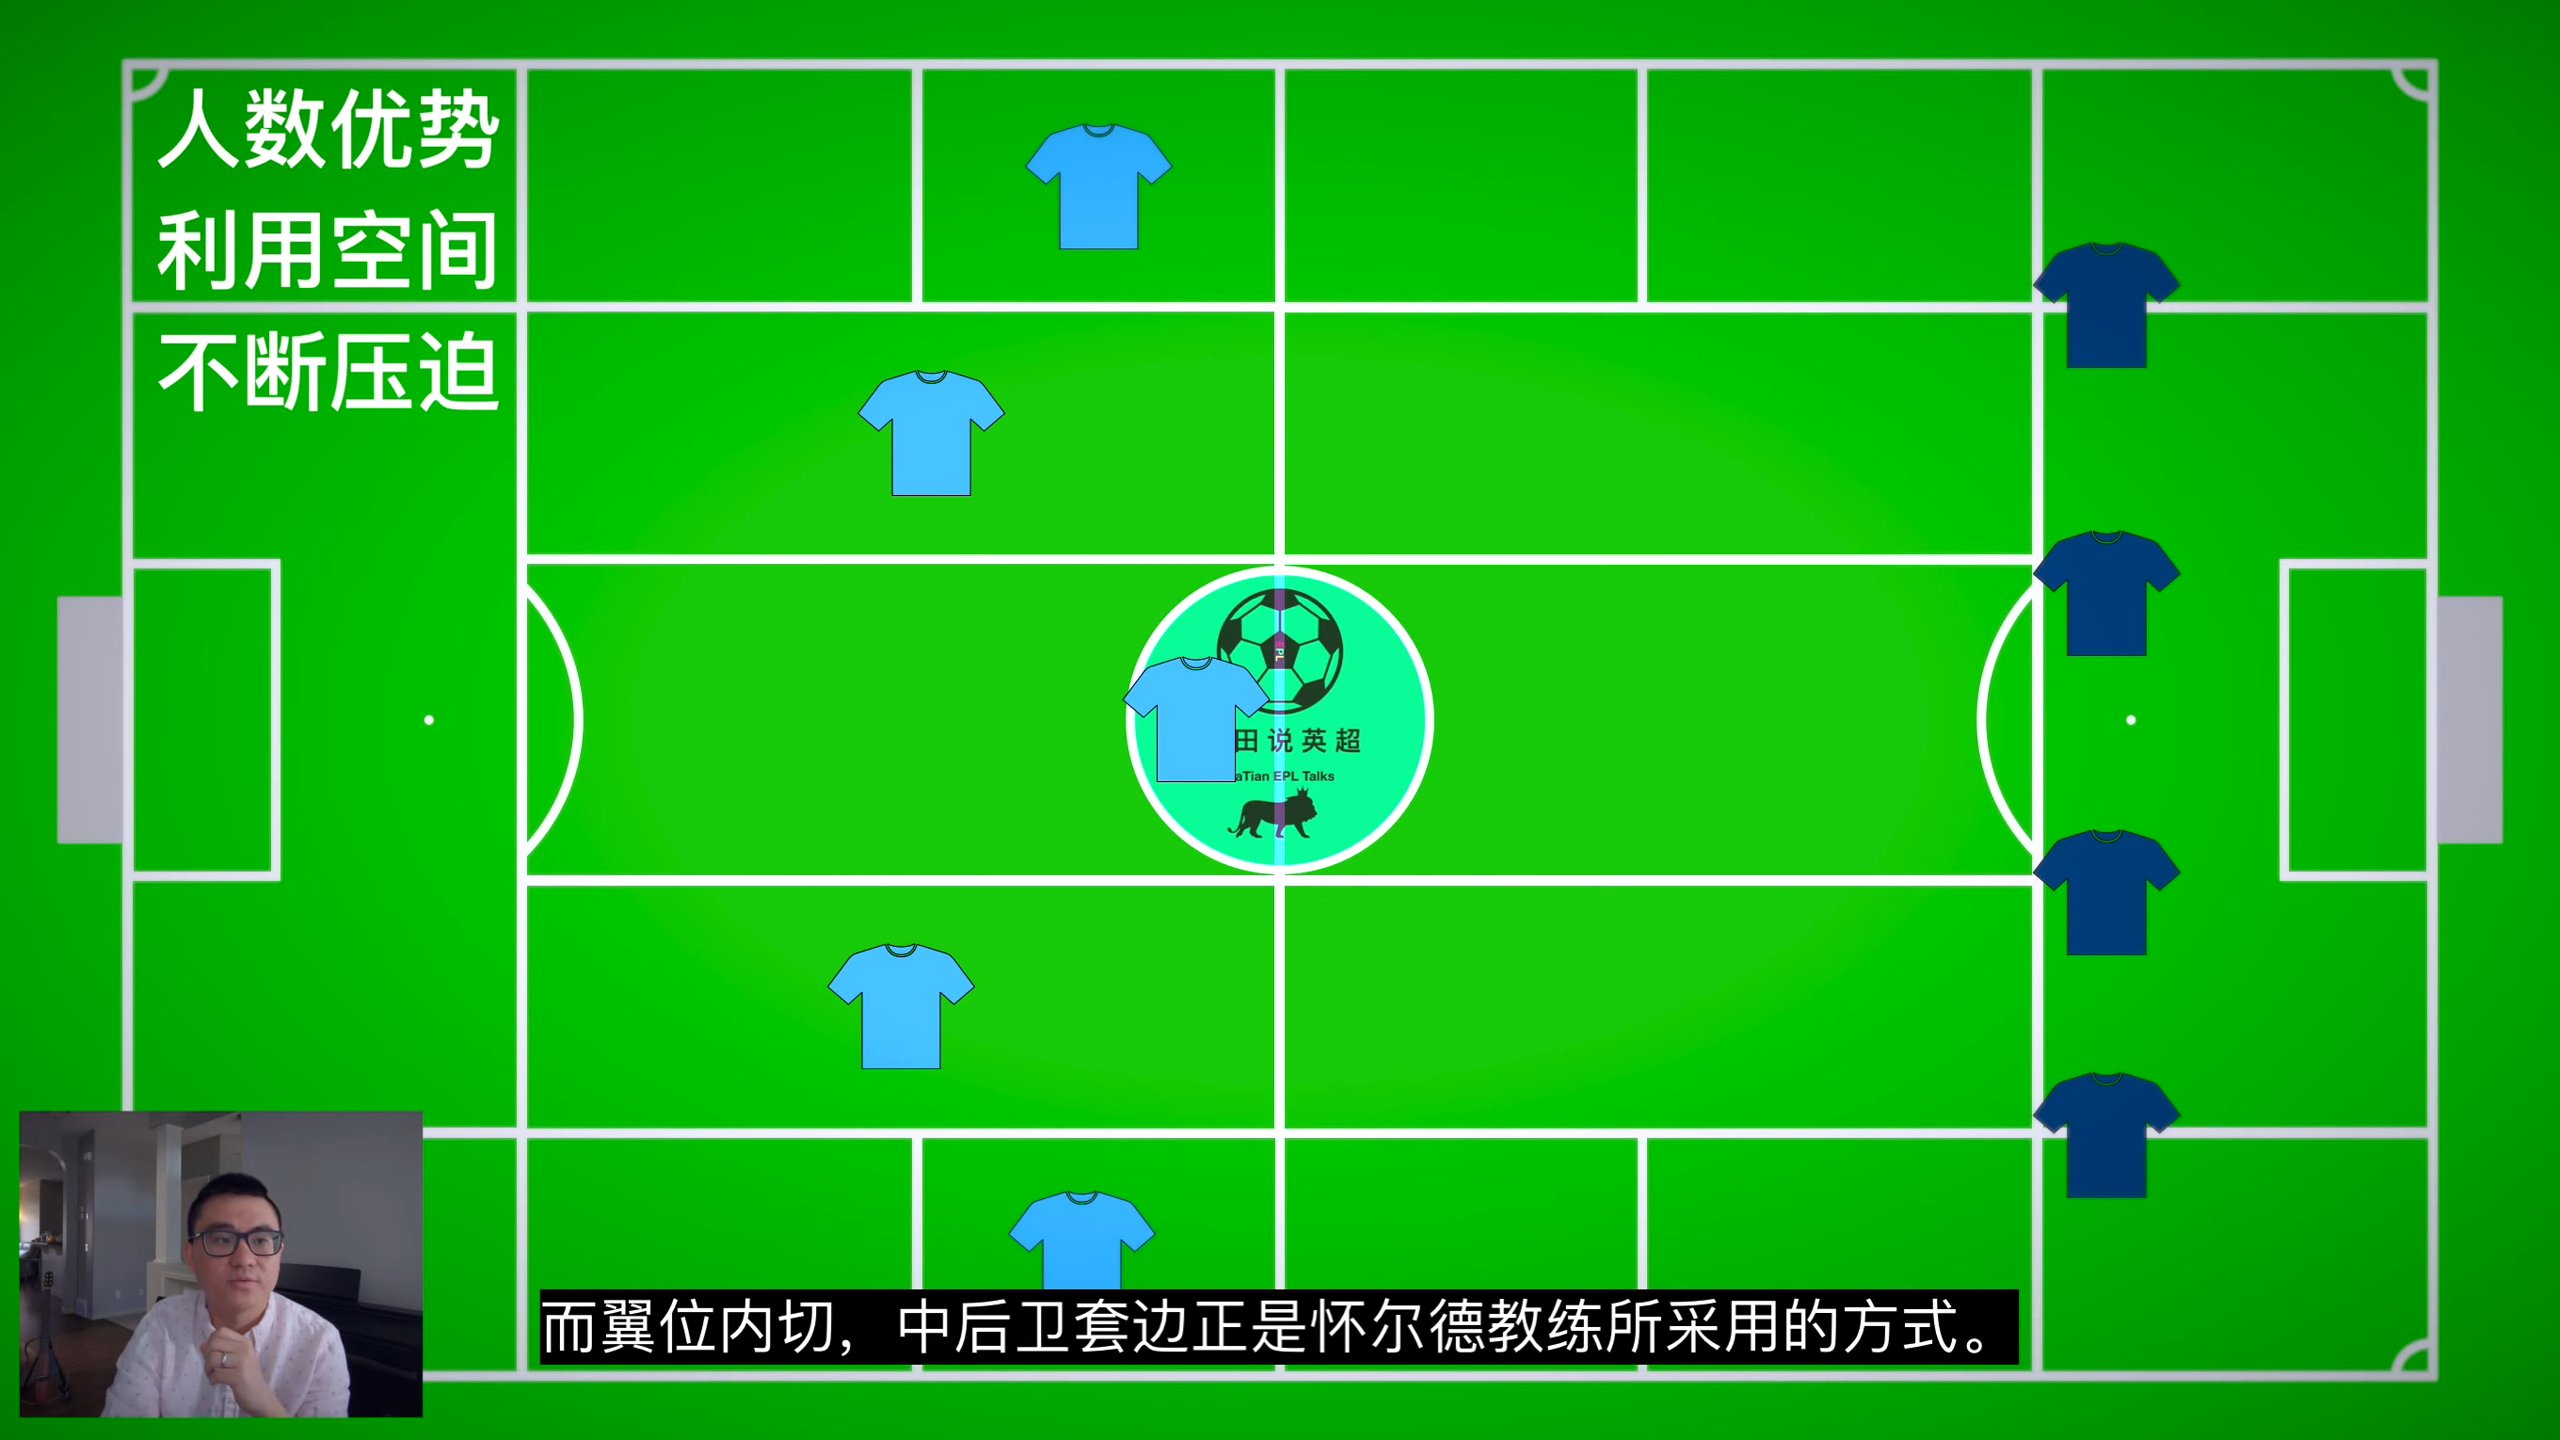 人数优势
利用空间
不断压迫
EPL
田说英超
aTian EPL Talks
而翼位内切，中后卫套边正是怀尔德教练所采用的方式。